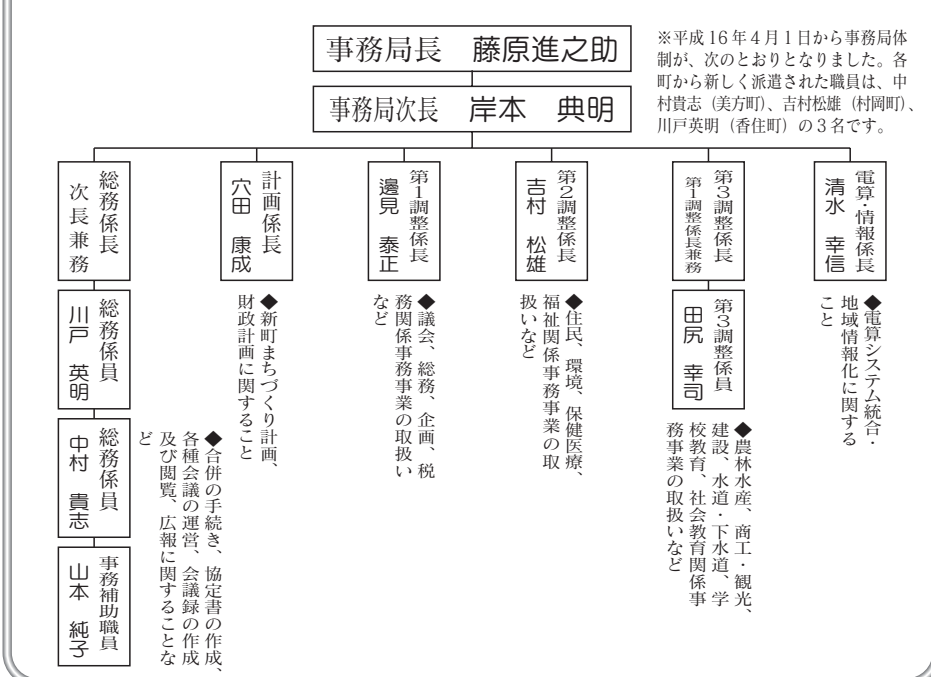 事務局長　藤原進之助
事務局次長　岸本　典明
※平成16年4月1日から事務局体
制が、次のとおりとなりました。各
町から新しく派遣された職員は、中
村貴志（美方町）、吉村松雄（村岡町）、
川戸英明（香住町）の3名です。
総務係長
次長兼務
総務係員
川戸　英明
総務係員
中村　貴志
事務補助職員
山本　純子
◆合併の手続き、協定書の作成、
各種会議の運営、会議録の作成
及び閲覧、広報に関することな
ど
計画係長
穴田　康成
◆新町まちづくり計画、
財政計画に関すること
第1調整係長
邊見　泰正
◆議会、総務、企画、税
務関係事務事業の取扱い
など
第2調整係長
吉村　松雄
◆住民、環境、保健医療、
福祉関係事務事業の取
扱いなど
第3調整係長
第1調整係長兼務
第3調整係員
田尻　幸司
◆農林水産、商工・観光、
建設、水道・下水道、学
校教育、社会教育関係事
務事業の取扱いなど
電算・情報係長
清水　幸信
◆電算システム統合・
地域情報化に関する
こと